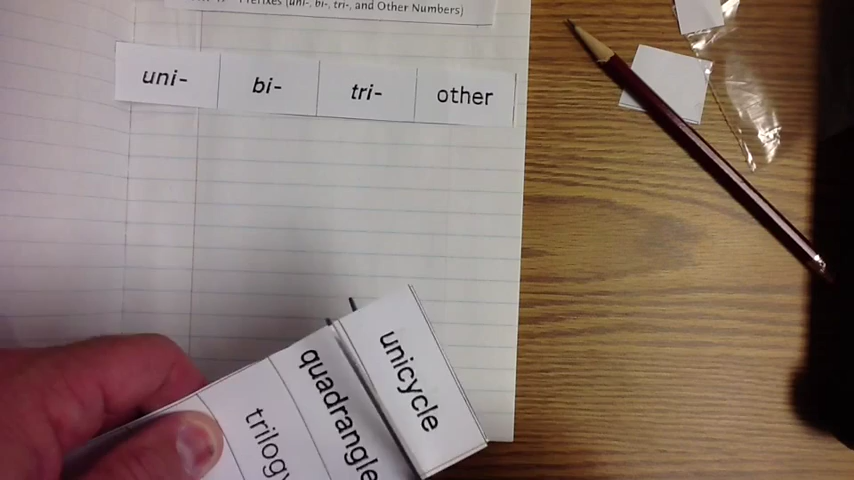 Prefixes (uni-, bi-, tri-, and Other Numbers)
uni- bi- tri- other
unicycle
quadrangle
trilogy